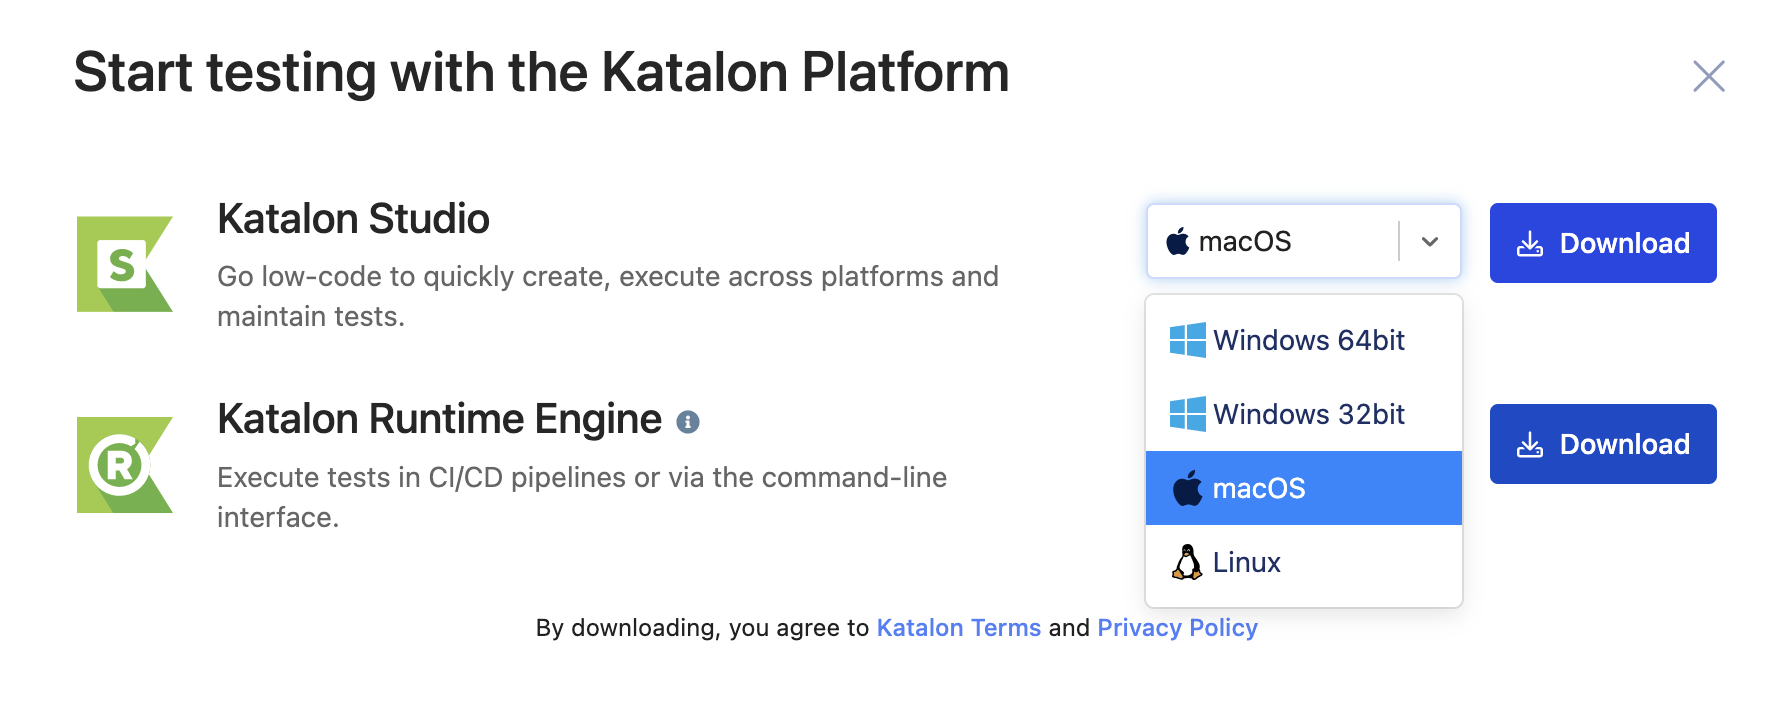 Start testing with the Katalon Platform
S
Katalon Studio
Go low-code to quickly create, execute across platforms and
maintain tests.
macOS
Download
Windows 64bit
Windows 32bit
macOS
Linux
R
Katalon Runtime Engine
Execute tests in CI/CD pipelines or via the command-line
interface.
Download
By downloading, you agree to Katalon Terms and Privacy Policy